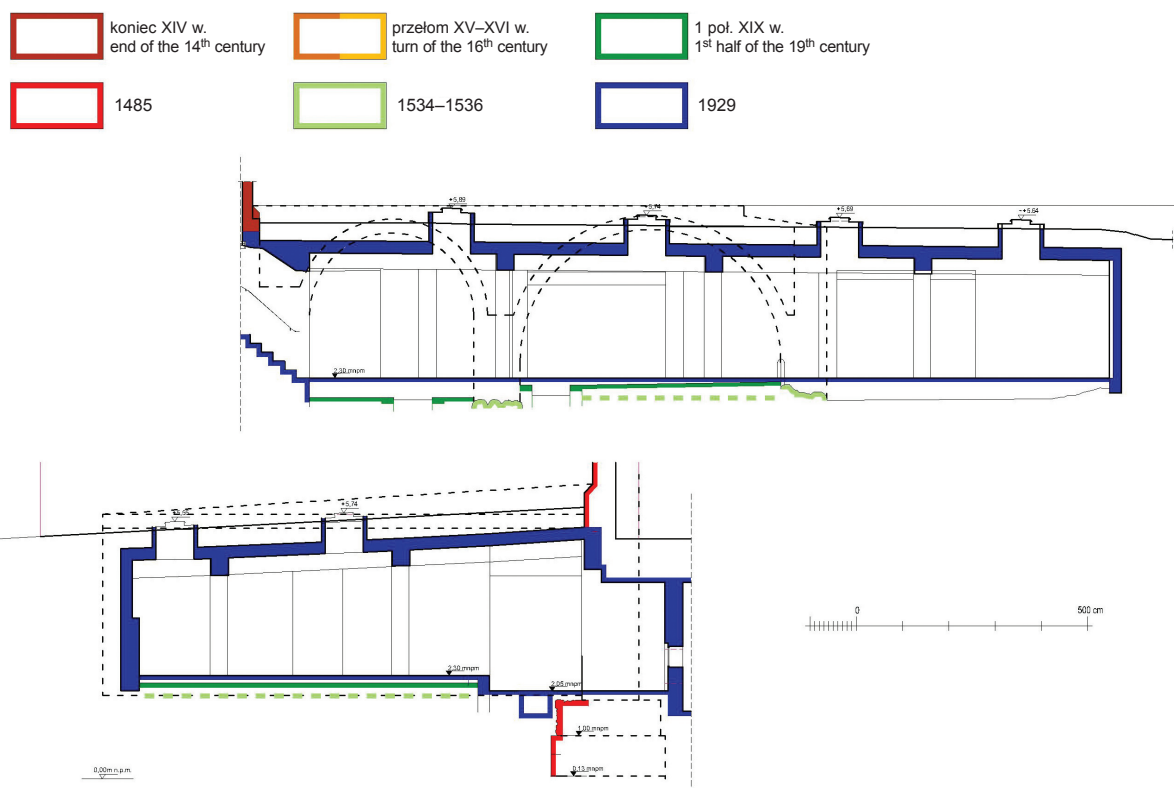 koniec XIV w.
end of the 14th century
przełom XV–XVI w.
turn of the 16th century
1 poł. XIX w.
1st half of the 19th century
1485
1534–1536
1929
+5,89
+5,74
+5,69
+5,64
2,30 mnpm
+5,74
2,30 mnpm
2,05 mnpm
1,00 mnpm
0,13 mnpm
0,00m n.p.m.
0
500 cm